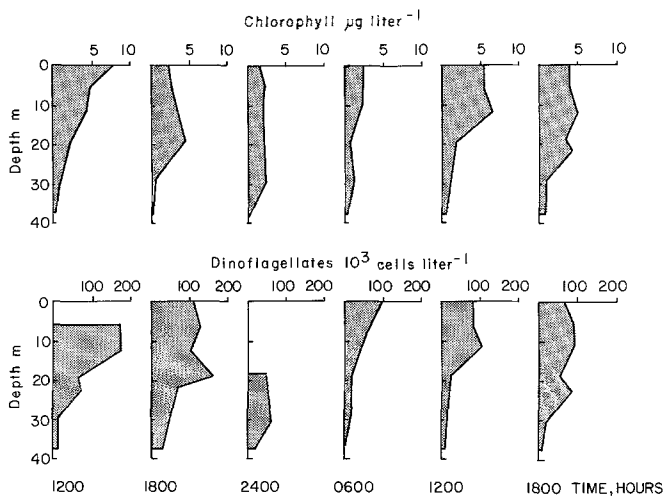 Chlorophyll µg liter-1
5 10 5 10 5 10 5 10 5 10 5 10
0
10
20
30
40
Depth m
Dinoflagellates 10³ cells liter-1
100 200 100 200 100 200 100 200 100 200 100 200
0
10
20
30
40
Depth m
1200 1800 2400 0600 1200 1800 TIME, HOURS